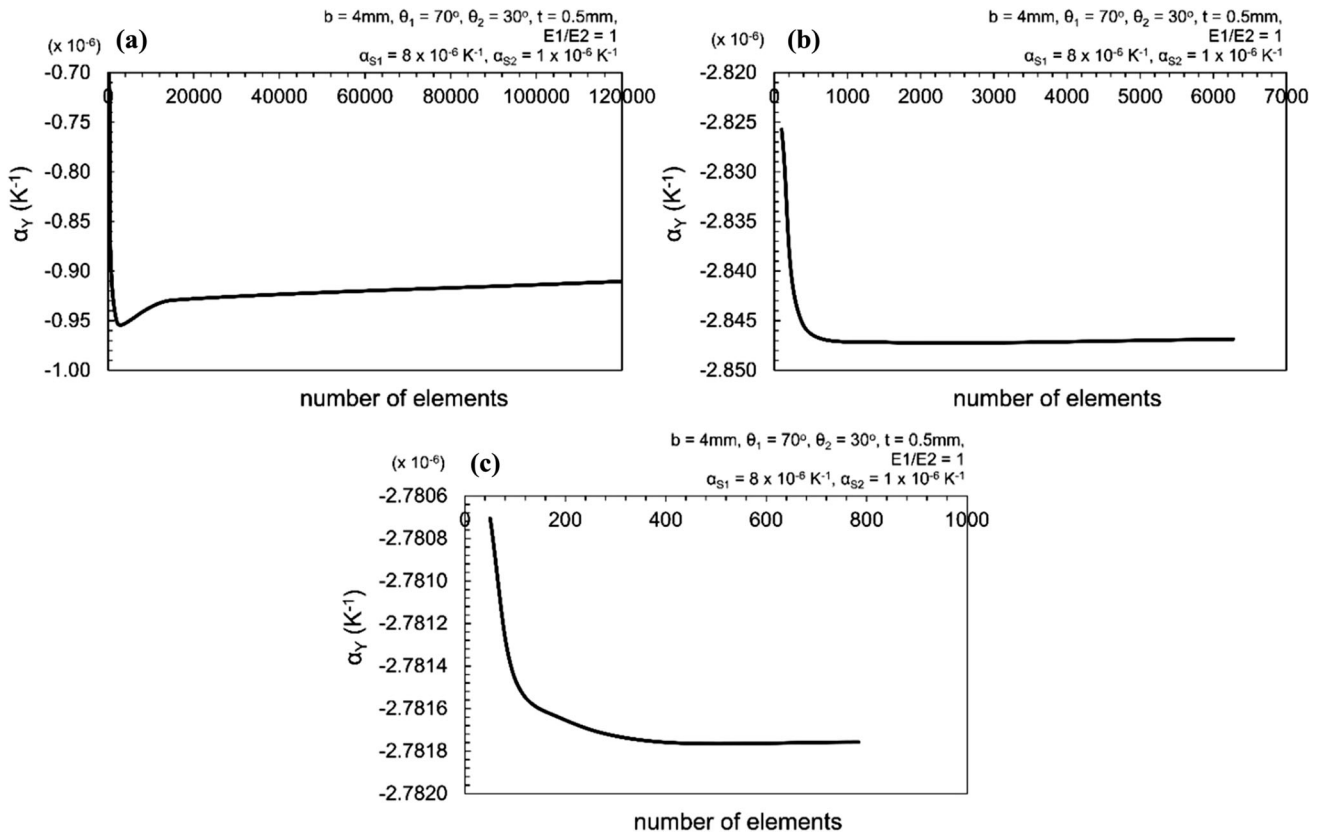 b = 4mm, θ₁ = 70º, θ₂ = 30º, t = 0.5mm,
E1/E2 = 1
αS1 = 8 x 10⁻⁶ K⁻¹, αS2 = 1 x 10⁻⁶ K⁻¹
(x 10⁻⁶)
(a)
0 20000 40000 60000 80000 100000 120000
-0.70
-0.75
-0.80
-0.85
-0.90
-0.95
-1.00
αY (K⁻¹)
number of elements
b = 4mm, θ₁ = 70º, θ₂ = 30º, t = 0.5mm,
E1/E2 = 1
αS1 = 8 x 10⁻⁶ K⁻¹, αS2 = 1 x 10⁻⁶ K⁻¹
(x 10⁻⁶)
(b)
0 1000 2000 3000 4000 5000 6000 7000
-2.820
-2.825
-2.830
-2.835
-2.840
-2.845
-2.850
αY (K⁻¹)
number of elements
b = 4mm, θ₁ = 70º, θ₂ = 30º, t = 0.5mm,
E1/E2 = 1
αS1 = 8 x 10⁻⁶ K⁻¹, αS2 = 1 x 10⁻⁶ K⁻¹
(x 10⁻⁶)
(c)
0 200 400 600 800 1000
-2.7806
-2.7808
-2.7810
-2.7812
-2.7814
-2.7816
-2.7818
-2.7820
αY (K⁻¹)
number of elements